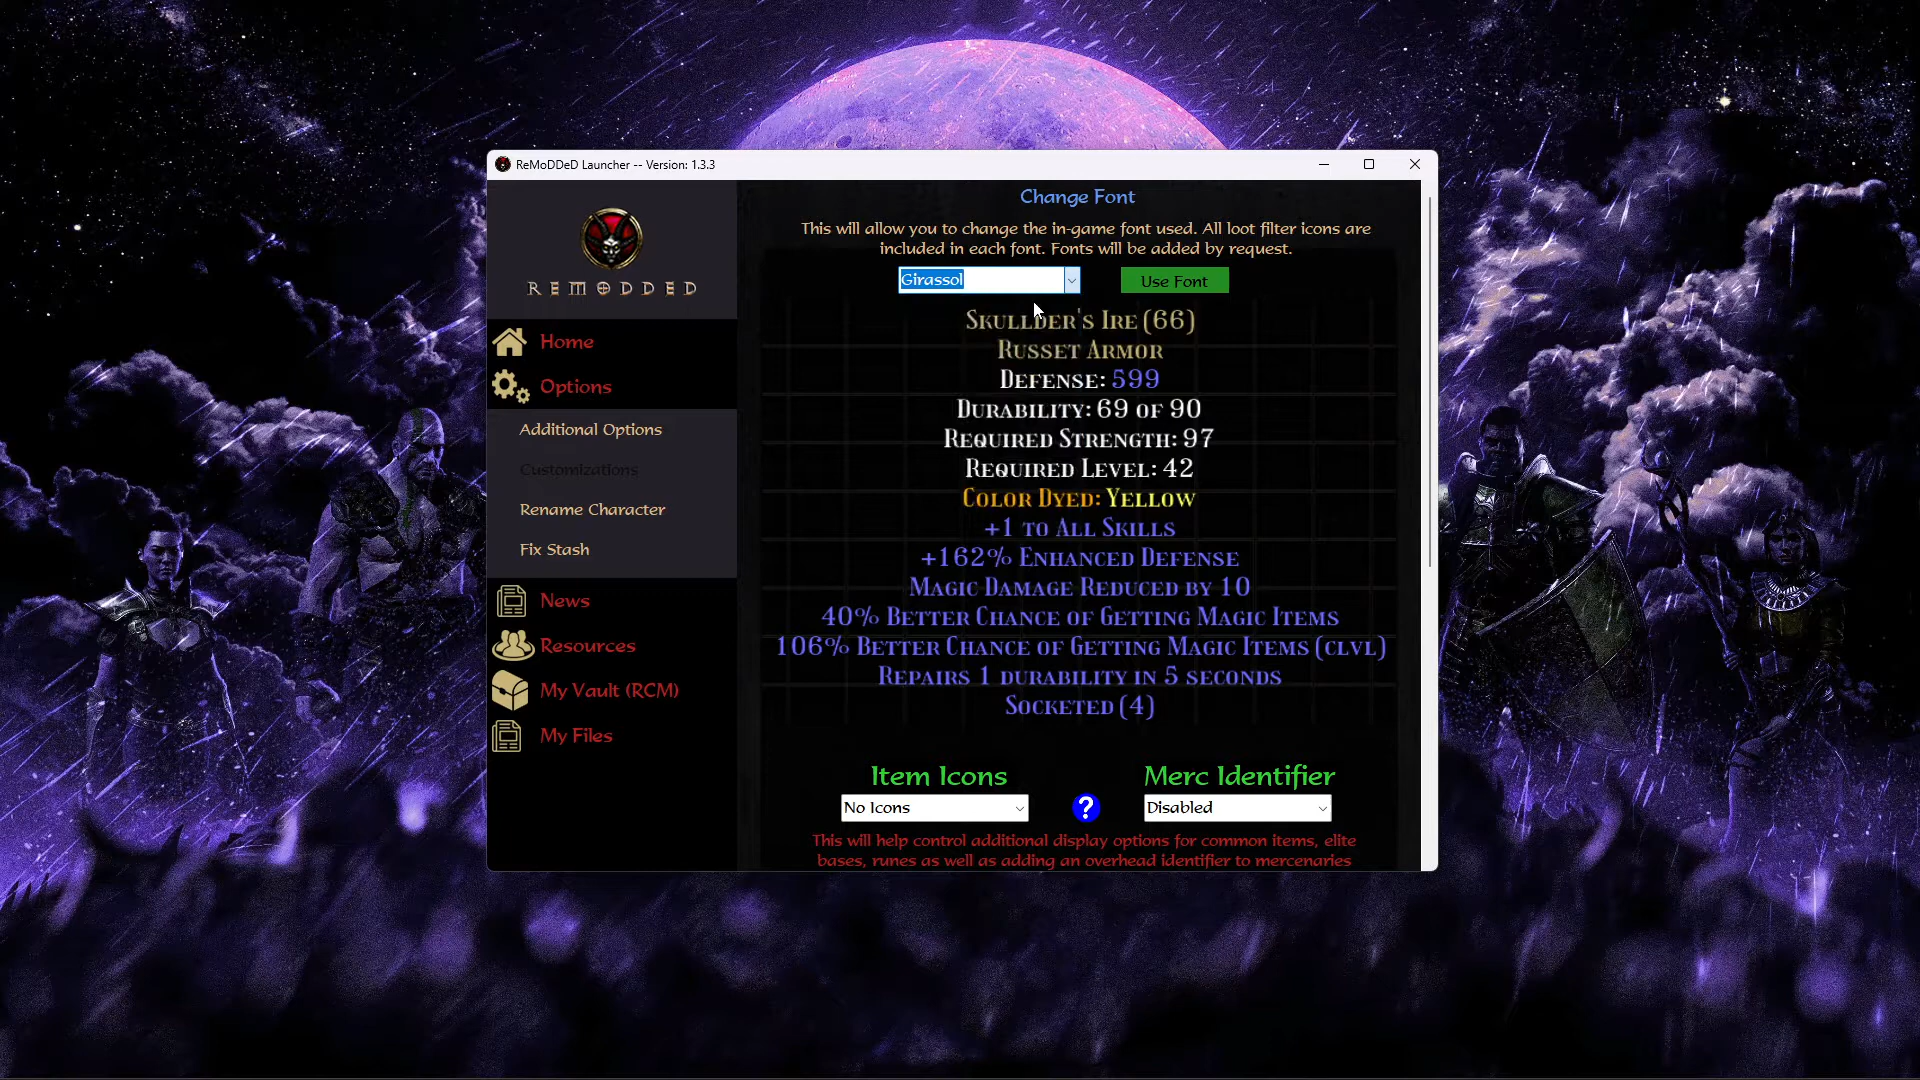 ReMoDDeD Launcher -- Version: 1.3.3
REMODDED
Home
Options
Additional Options
Customizations
Rename Character
Fix Stash
News
Resources
My Vault (RCM)
My Files
Change Font
This will allow you to change the in-game font used. All loot filter icons are
included in each font. Fonts will be added by request.
Girassol
Use Font
Skullder's Ire (66)
Russet Armor
Defense: 599
Durability: 69 of 90
Required Strength: 97
Required Level: 42
Color Dyed: Yellow
+1 to All Skills
+162% Enhanced Defense
Magic Damage Reduced by 10
40% Better Chance of Getting Magic Items
106% Better Chance of Getting Magic Items (clvl)
Repairs 1 durability in 5 seconds
Socketed (4)
Item Icons
Merc Identifier
No Icons
?
Disabled
This will help control additional display options for common items, elite
bases, runes as well as adding an overhead identifier to mercenaries